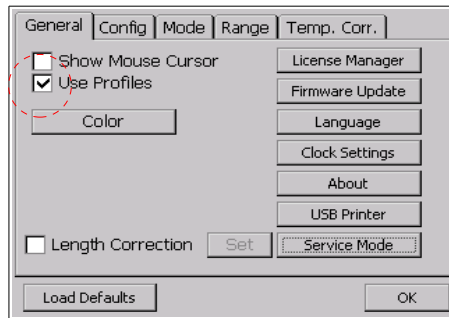 General Config Mode Range Temp. Corr.
Show Mouse Cursor License Manager
Use Profiles Firmware Update
Color Language
Clock Settings
About
USB Printer
Length Correction Set Service Mode
Load Defaults OK